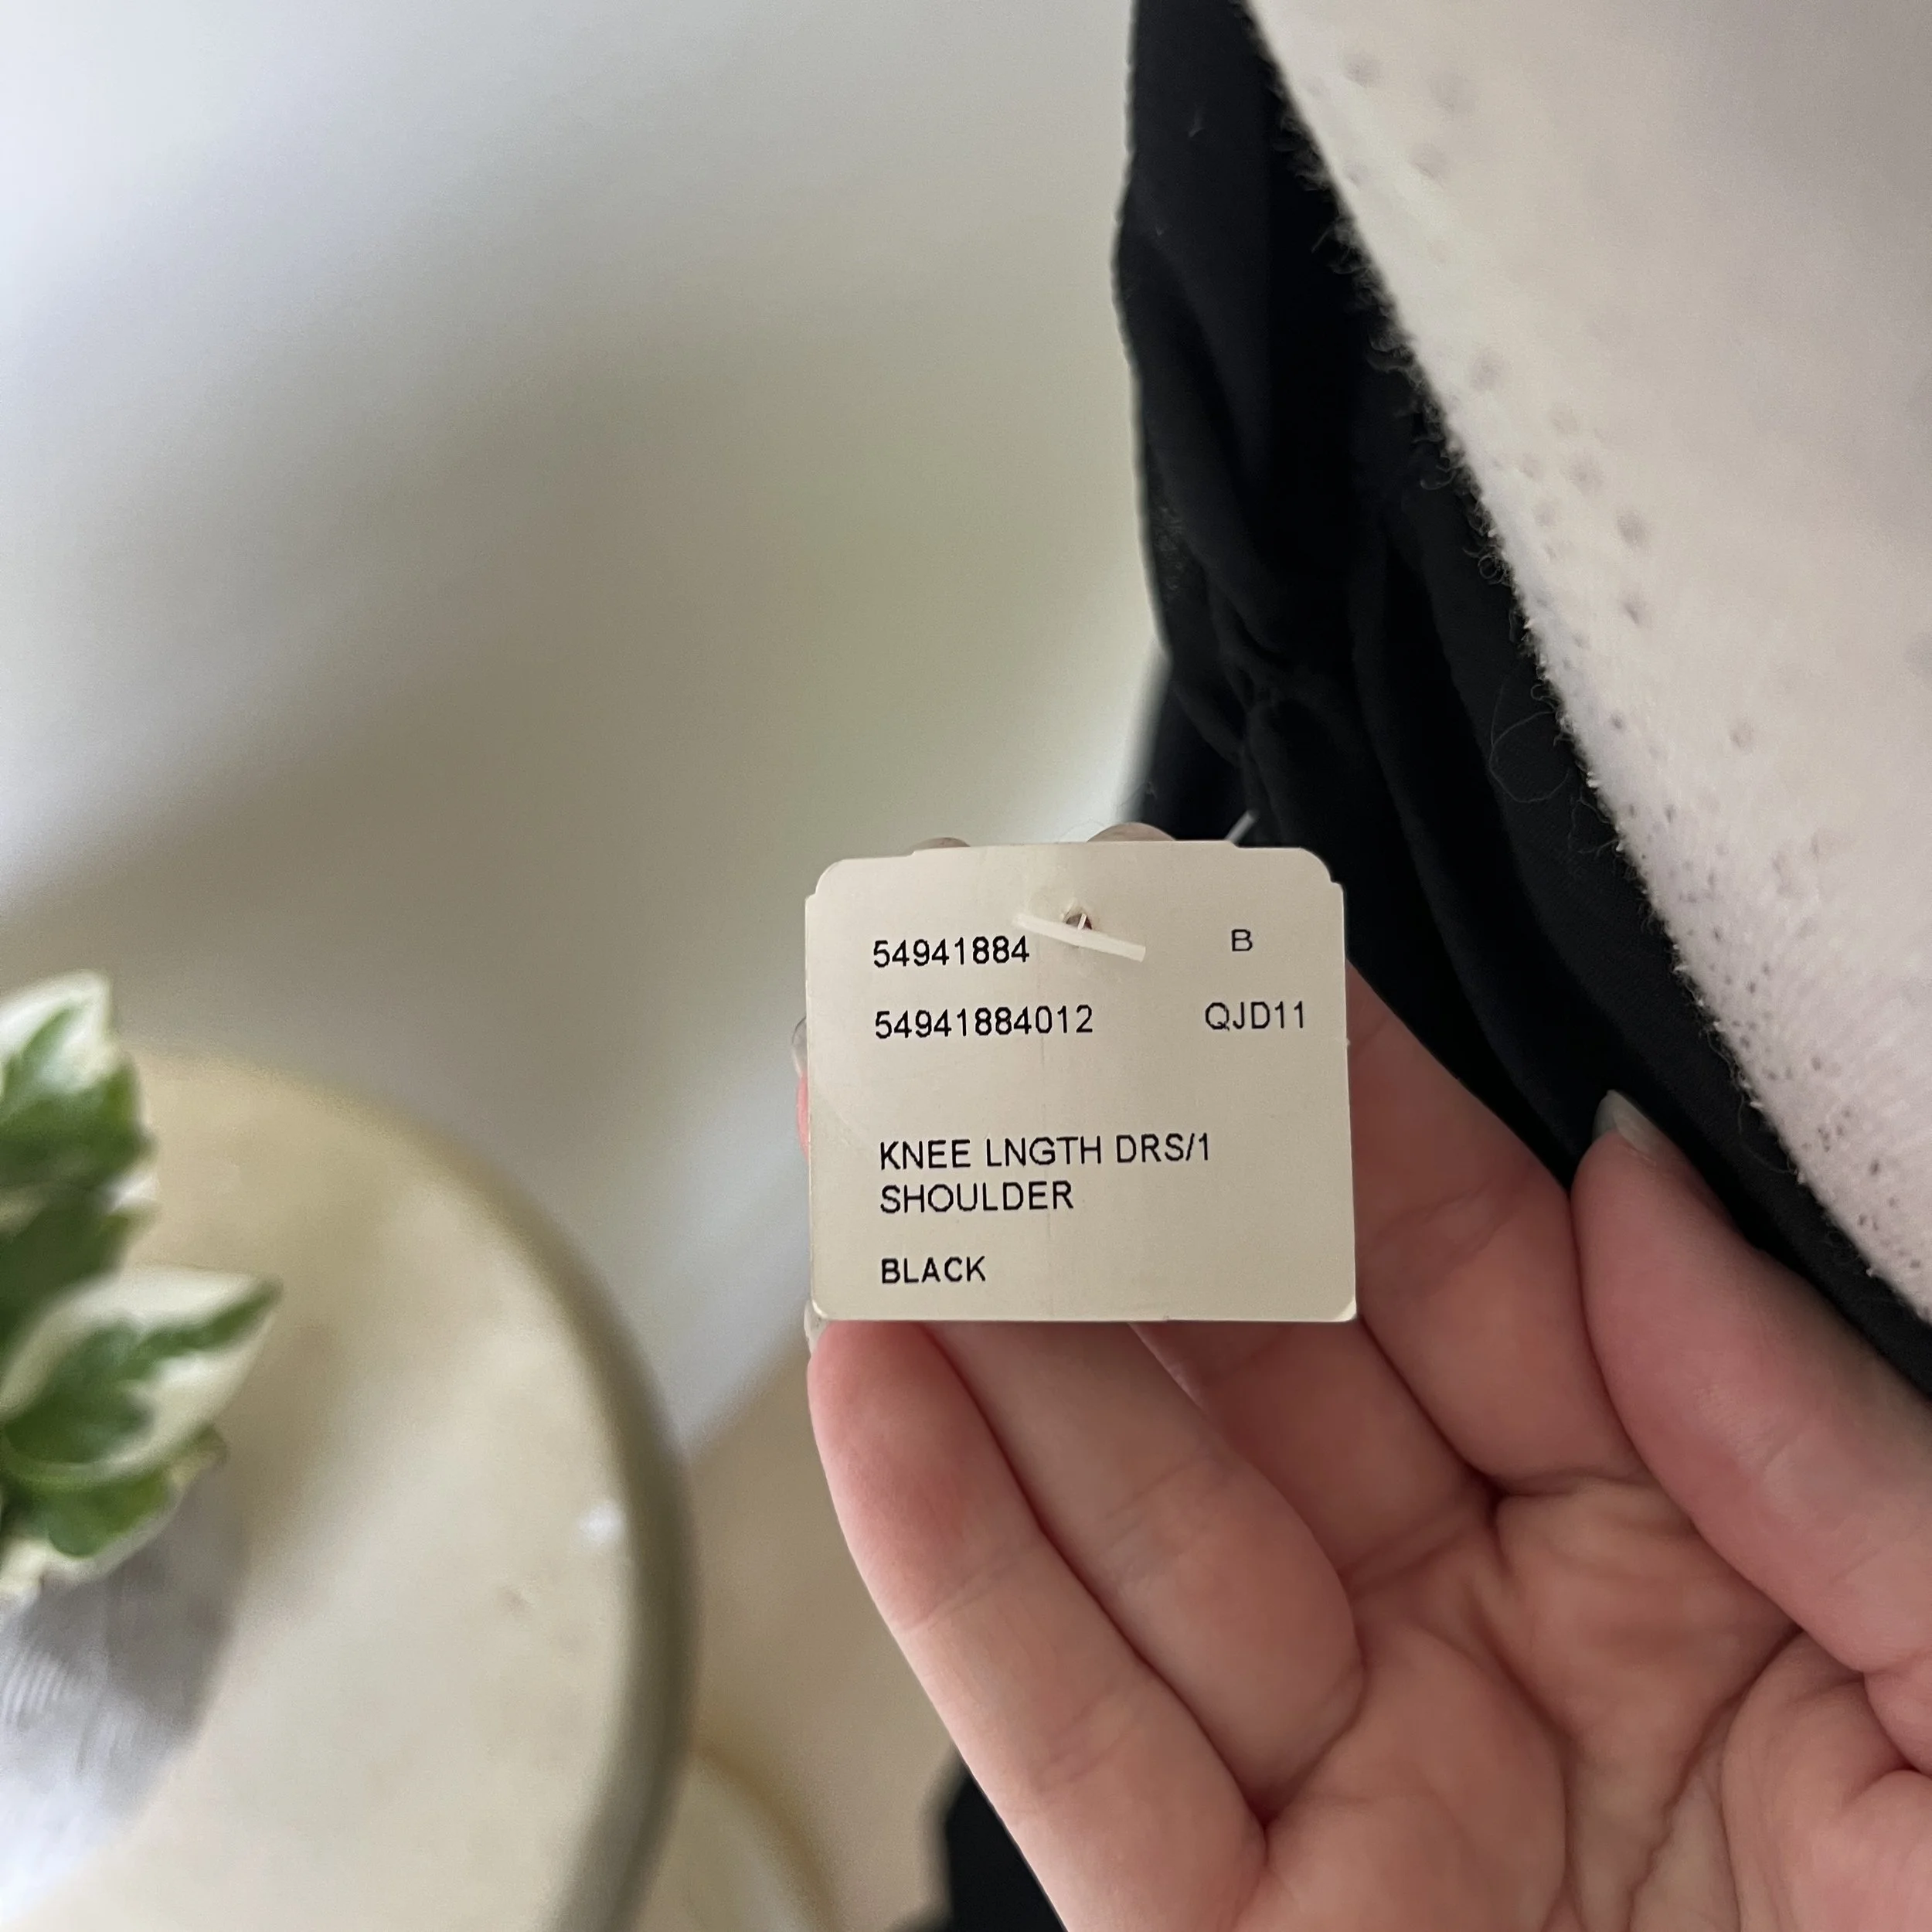 54941884 B
54941884012 QJD11
KNEE LNGTH DRS/1
SHOULDER
BLACK